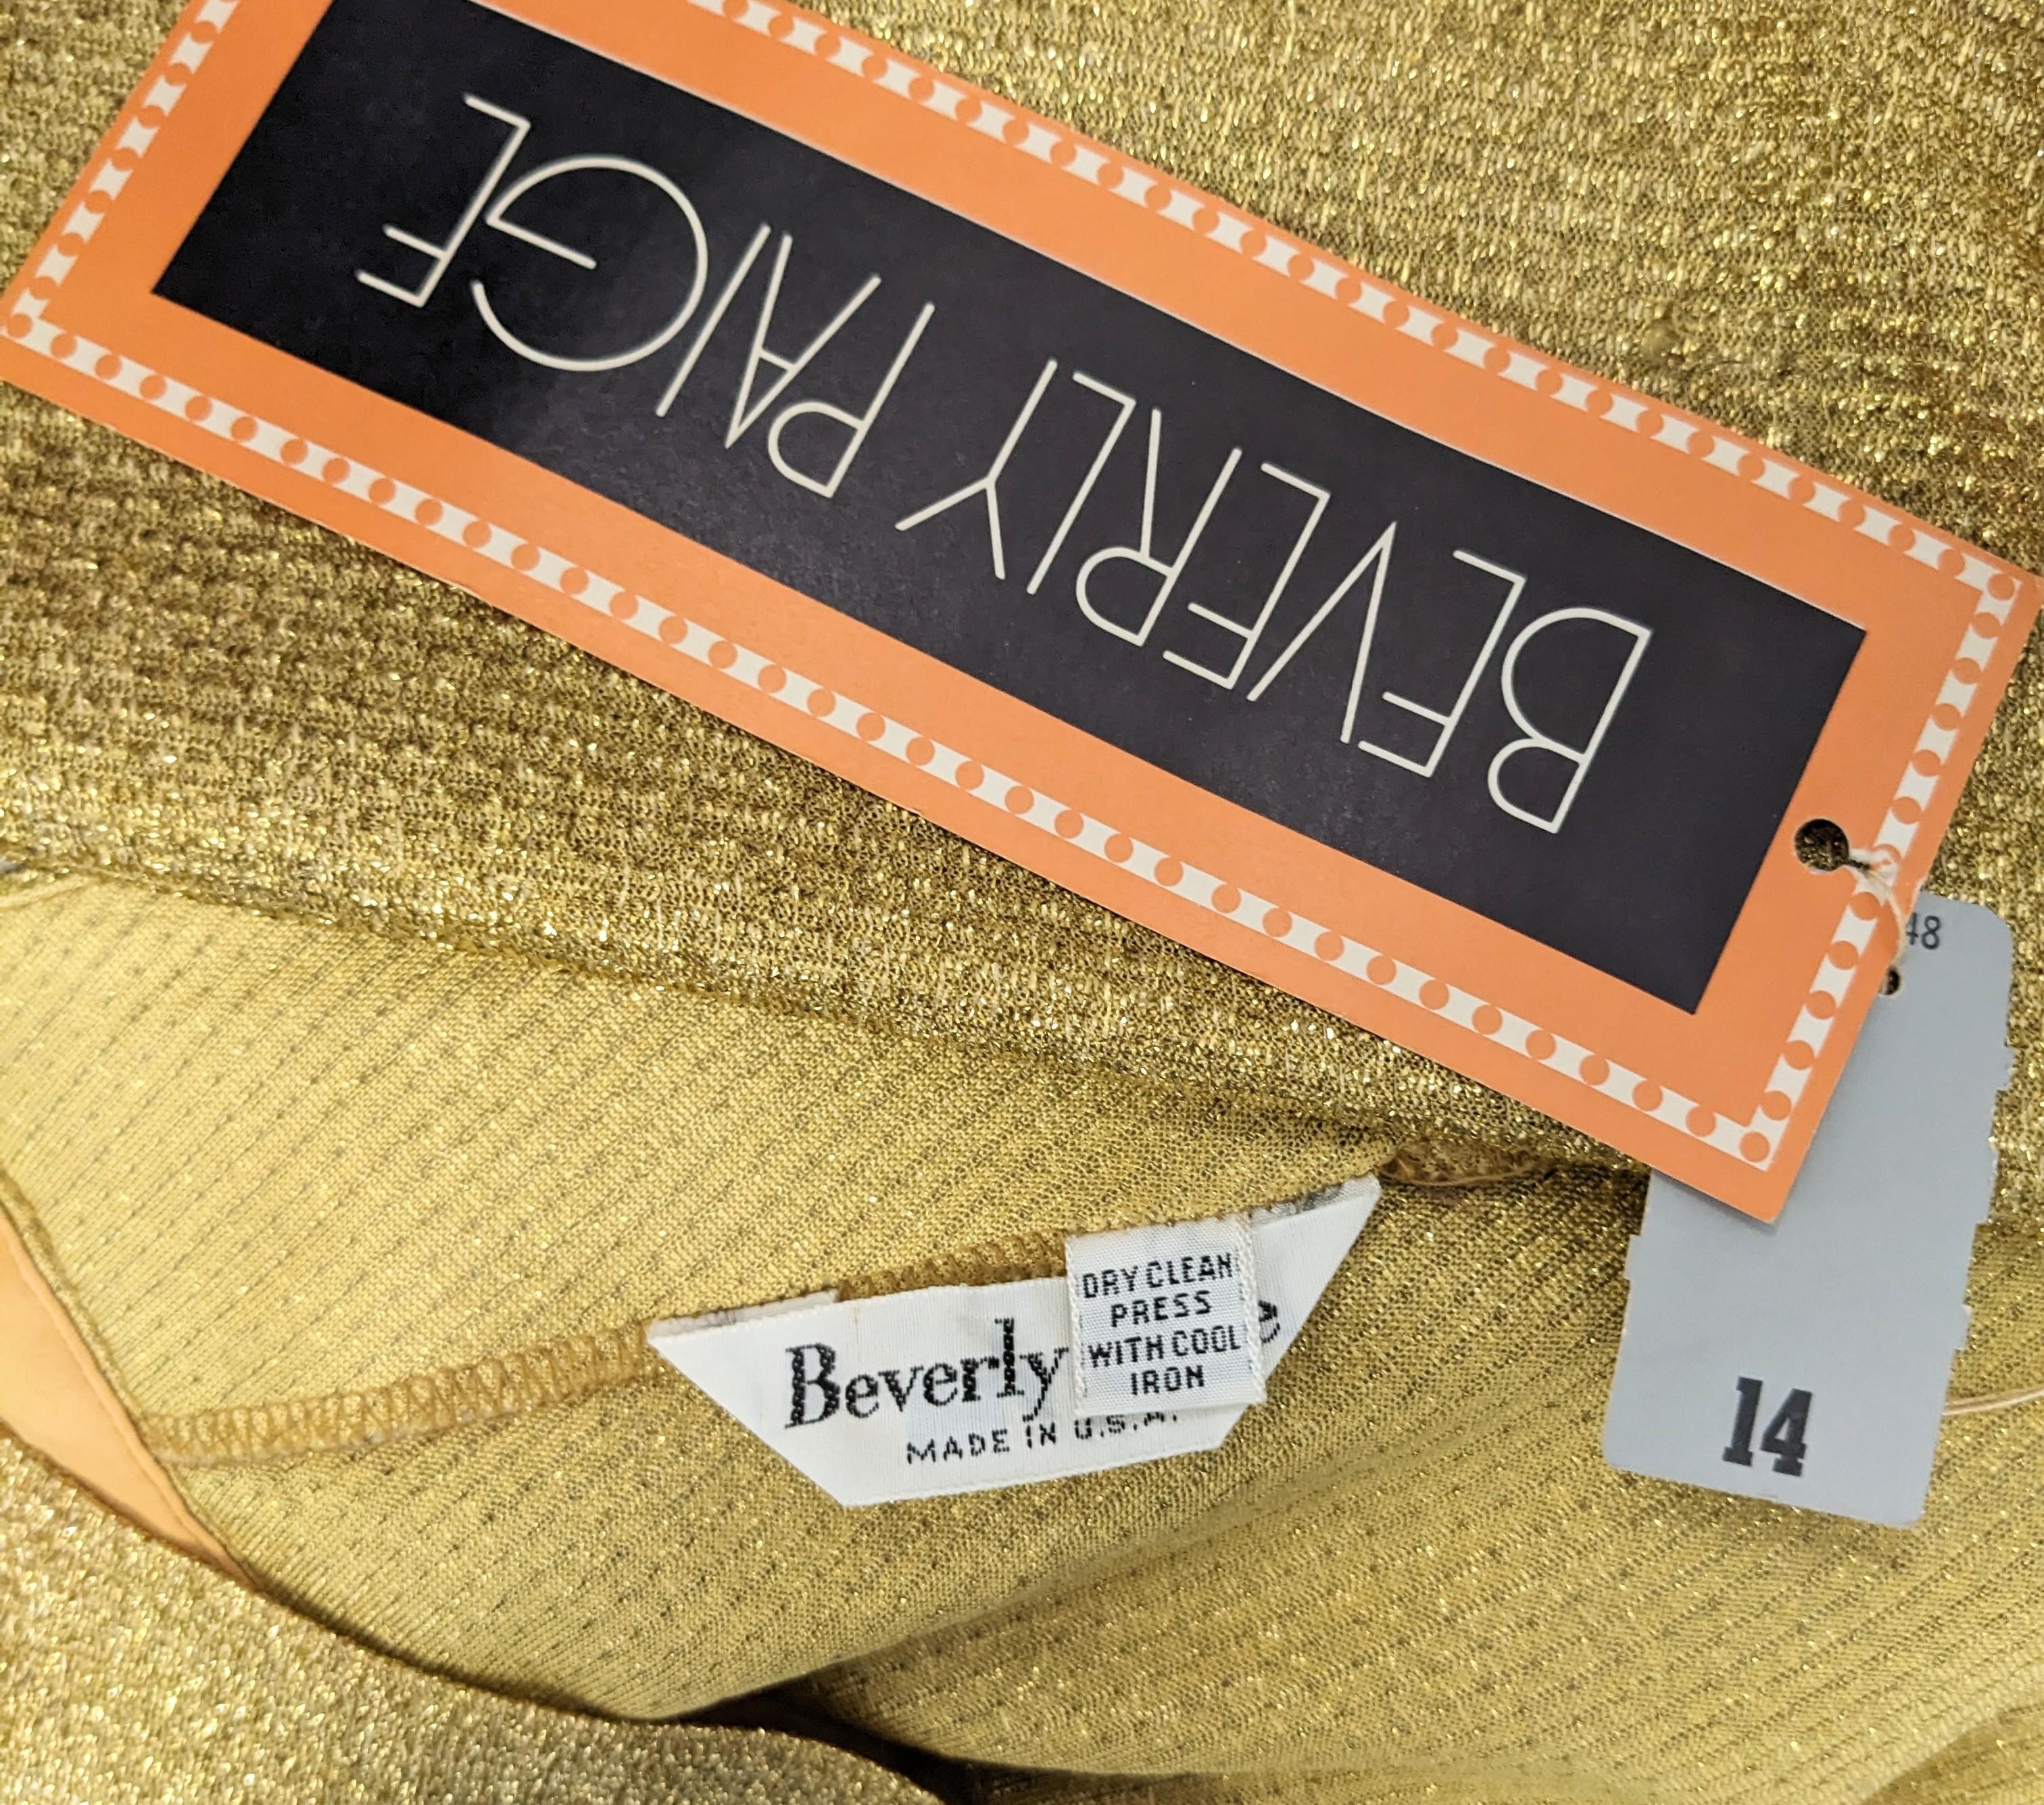 BEVERLY PAIGE
48
Beverly
MADE IN U.S.A.
DRY CLEAN
PRESS
WITH COOL
IRON
14